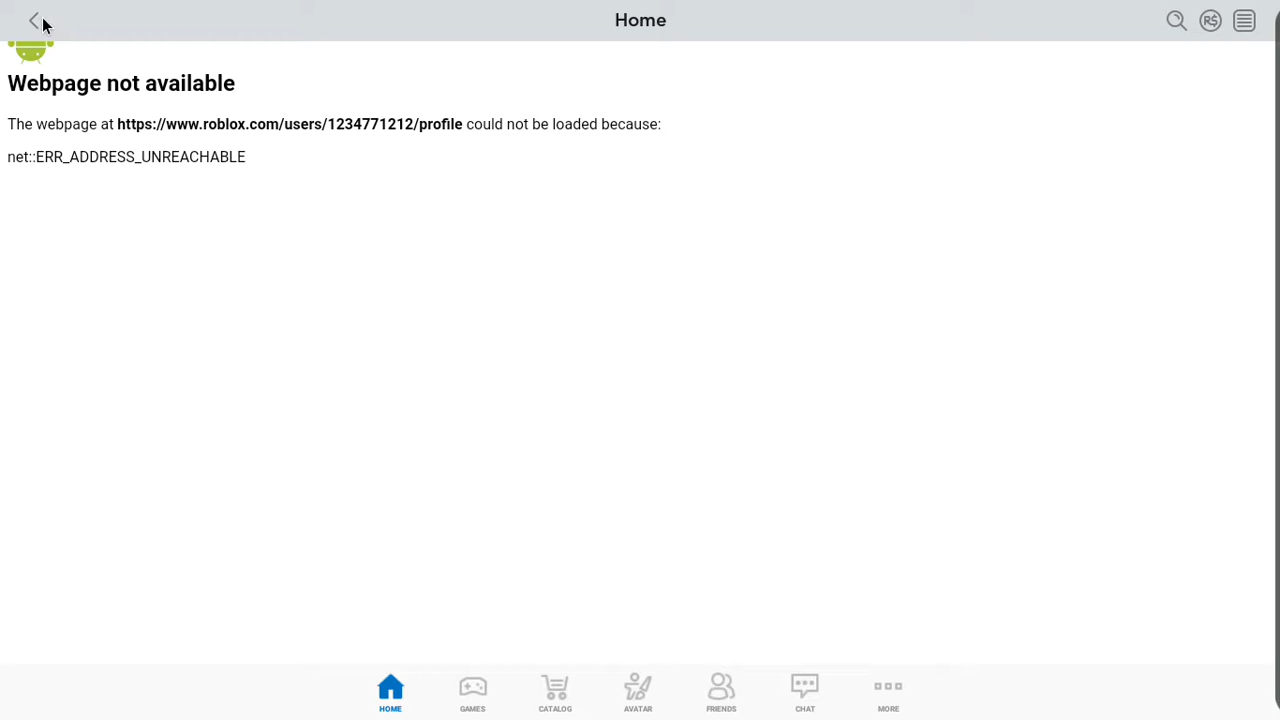 Home
R$
Webpage not available
The webpage at https://www.roblox.com/users/1234771212/profile could not be loaded because:
net::ERR_ADDRESS_UNREACHABLE
HOME GAMES CATALOG AVATAR FRIENDS CHAT MORE